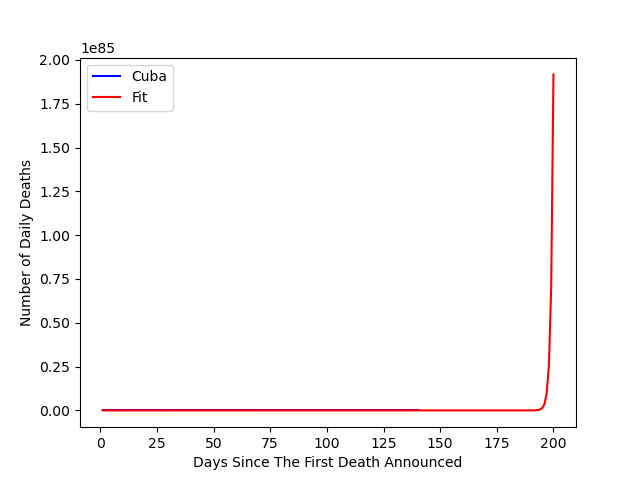 1e85
2.00
1.75
1.50
1.25
1.00
0.75
0.50
0.25
0.00
Number of Daily Deaths
Cuba
Fit
0 25 50 75 100 125 150 175 200
Days Since The First Death Announced